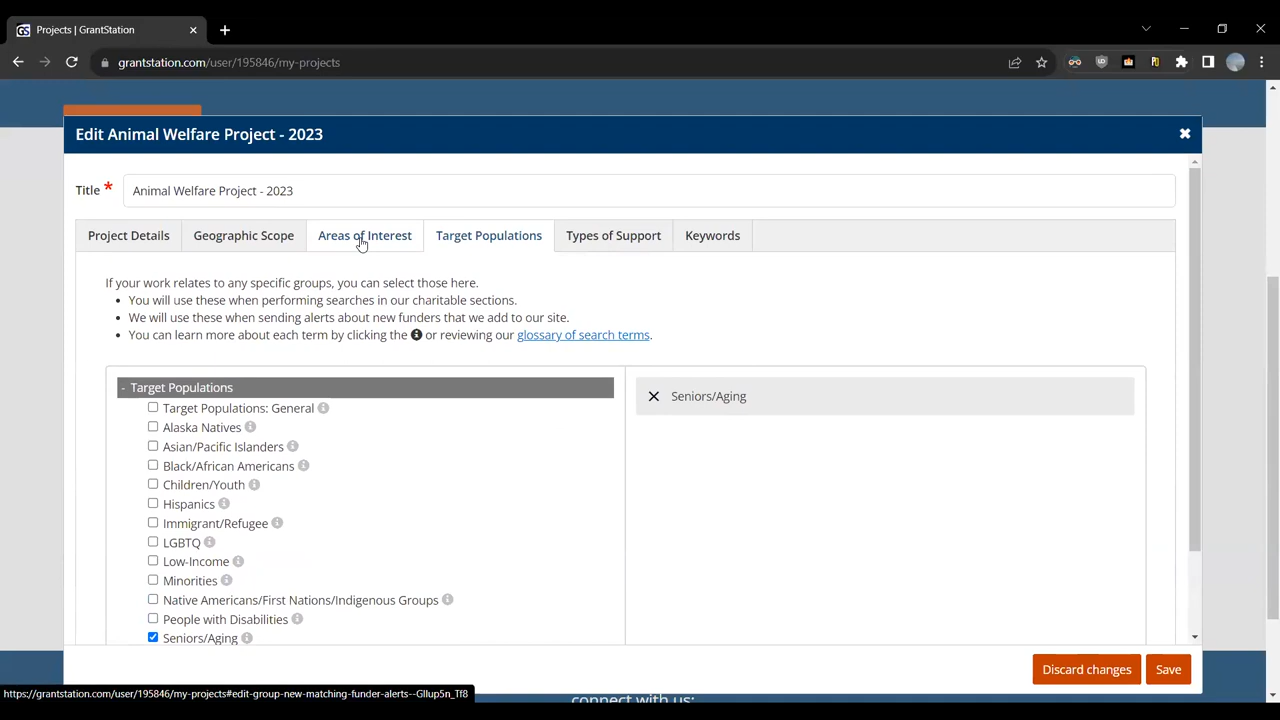 Projects | GrantStation
grantstation.com/user/195846/my-projects
Edit Animal Welfare Project - 2023
Title *
Animal Welfare Project - 2023
Project Details
Geographic Scope
Areas of Interest
Target Populations
Types of Support
Keywords
If your work relates to any specific groups, you can select those here.
• You will use these when performing searches in our charitable sections.
• We will use these when sending alerts about new funders that we add to our site.
• You can learn more about each term by clicking the or reviewing our glossary of search terms.
- Target Populations
Target Populations: General
Alaska Natives
Asian/Pacific Islanders
Black/African Americans
Children/Youth
Hispanics
Immigrant/Refugee
LGBTQ
Low-Income
Minorities
Native Americans/First Nations/Indigenous Groups
People with Disabilities
Seniors/Aging
Seniors/Aging
Discard changes
Save
https://grantstation.com/user/195846/my-projects#edit-group-new-matching-funder-alerts--
connect with us: